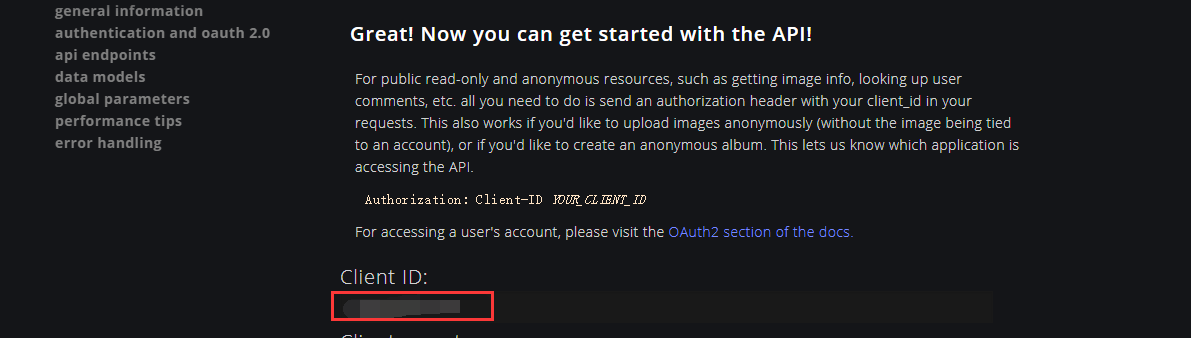 general information
authentication and oauth 2.0
api endpoints
data models
global parameters
performance tips
error handling
Great! Now you can get started with the API!
For public read-only and anonymous resources, such as getting image info, looking up user
comments, etc. all you need to do is send an authorization header with your client_id in your
requests. This also works if you'd like to upload images anonymously (without the image being tied
to an account), or if you'd like to create an anonymous album. This lets us know which application is
accessing the API.
Authorization: Client-ID YOUR_CLIENT_ID
For accessing a user's account, please visit the OAuth2 section of the docs.
Client ID: